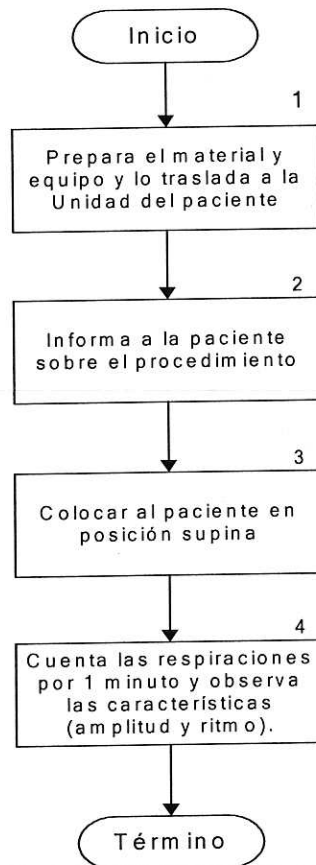 Inicio
1
Prepara el material y
equipo y lo traslada a la
Unidad del paciente
2
Informa a la paciente
sobre el procedimiento
3
Colocar al paciente en
posición supina
4
Cuenta las respiraciones
por 1 minuto y observa
las características
(amplitud y ritmo).
Término